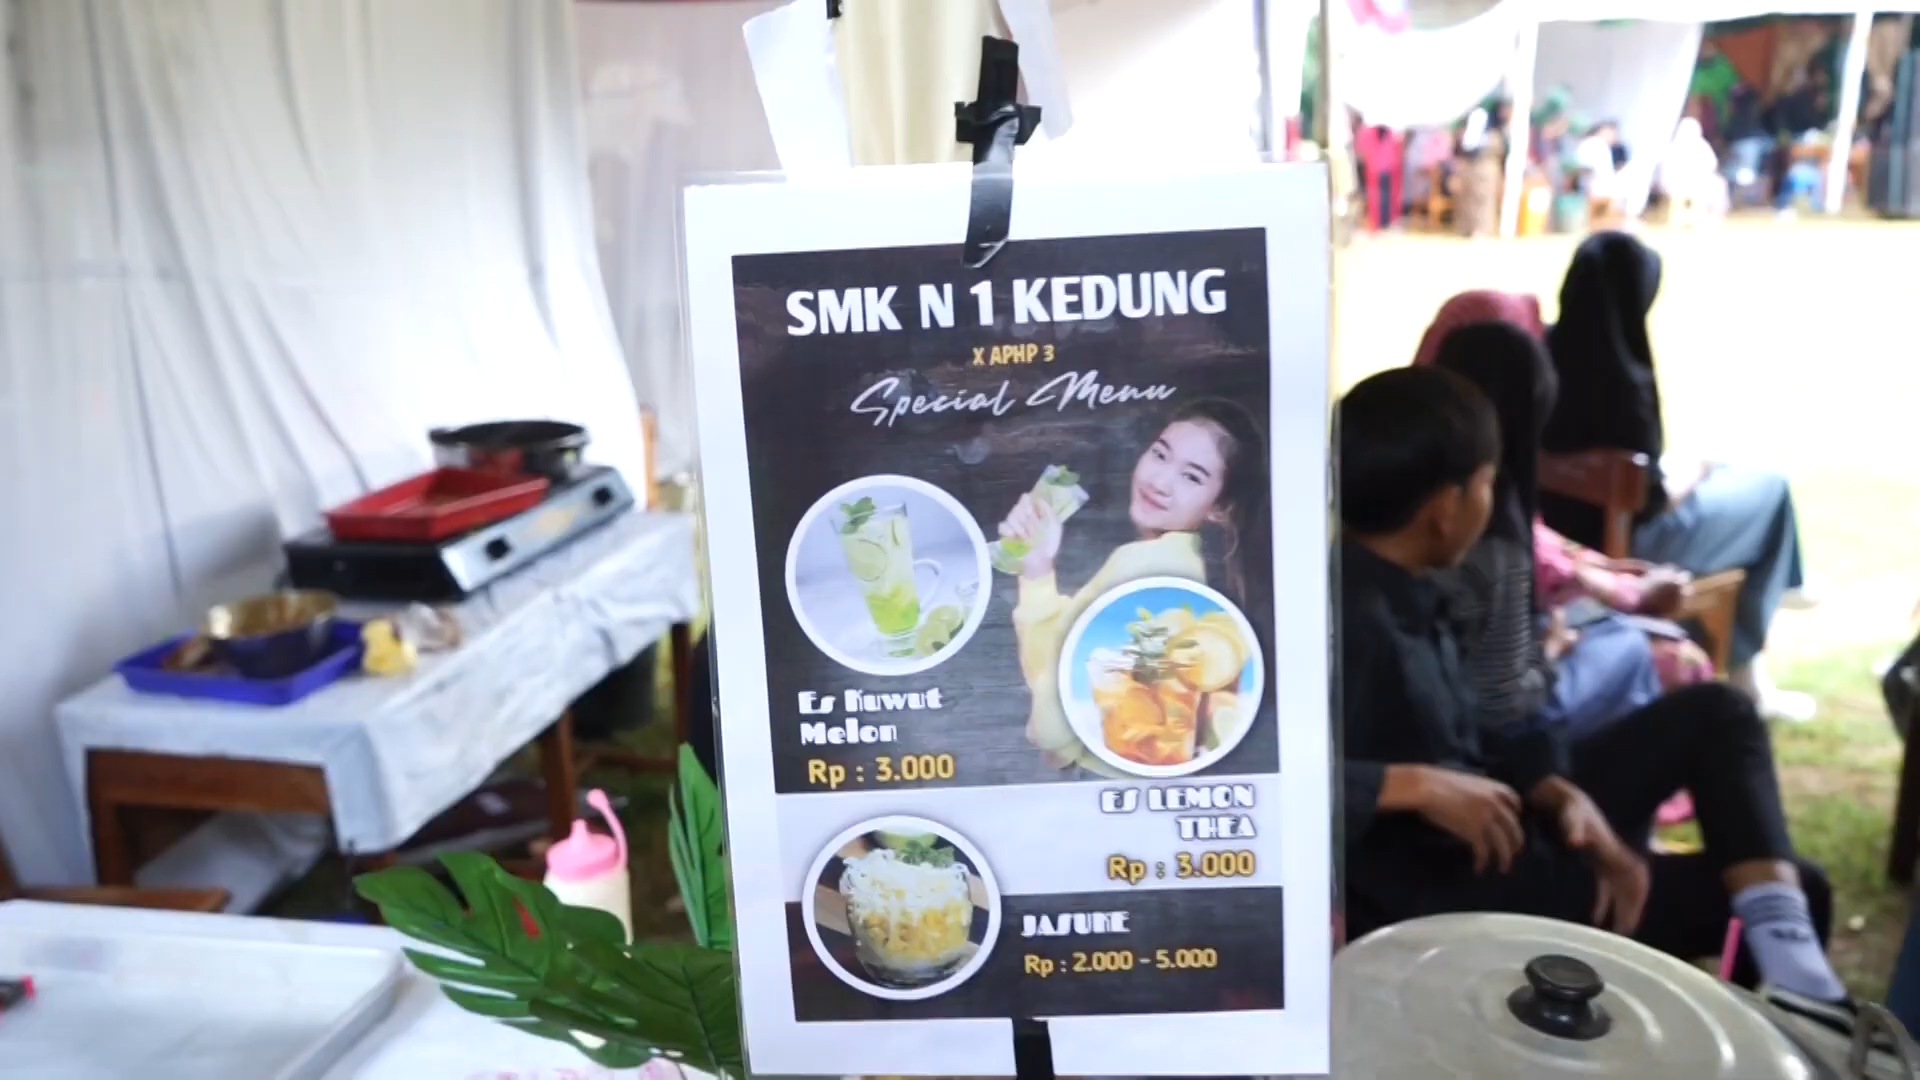 SMK N 1 KEDUNG
X APHP 3
Special Menu
Es Kuwut
Melon
Rp : 3.000
ES LEMON
THEA
Rp : 3.000
JASUKE
Rp : 2.000 - 5.000